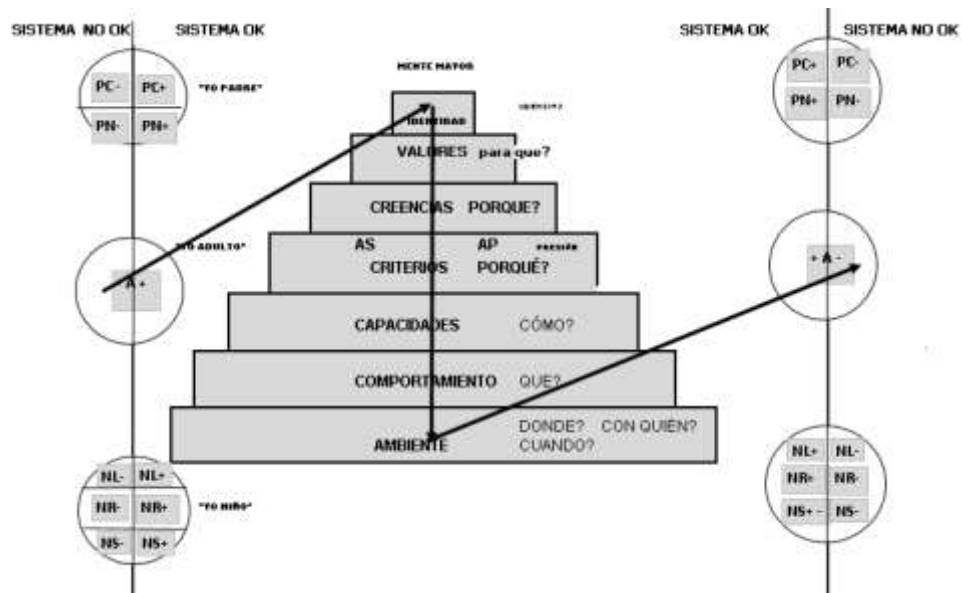 SISTEMA NO OK
SISTEMA OK
PC- PC+
PN- PN+
"YO PADRE"
A +
"YO ADULTO"
NL- NL+
NR- NR+
NS- NS+
"YO NIÑO"
MENTE MAYOR
IDENTIDAD
VALORES para que?
CREENCIAS PORQUE?
AS AP PRESIÓN
CRITERIOS PORQUÉ?
CAPACIDADES CÓMO?
COMPORTAMIENTO QUE?
DONDE? CON QUIÉN?
AMBIENTE CUANDO?
SISTEMA OK
SISTEMA NO OK
PC+ PC-
PN+ PN-
+ A -
NL+ NL-
NR+ NR-
NS+ - NS-